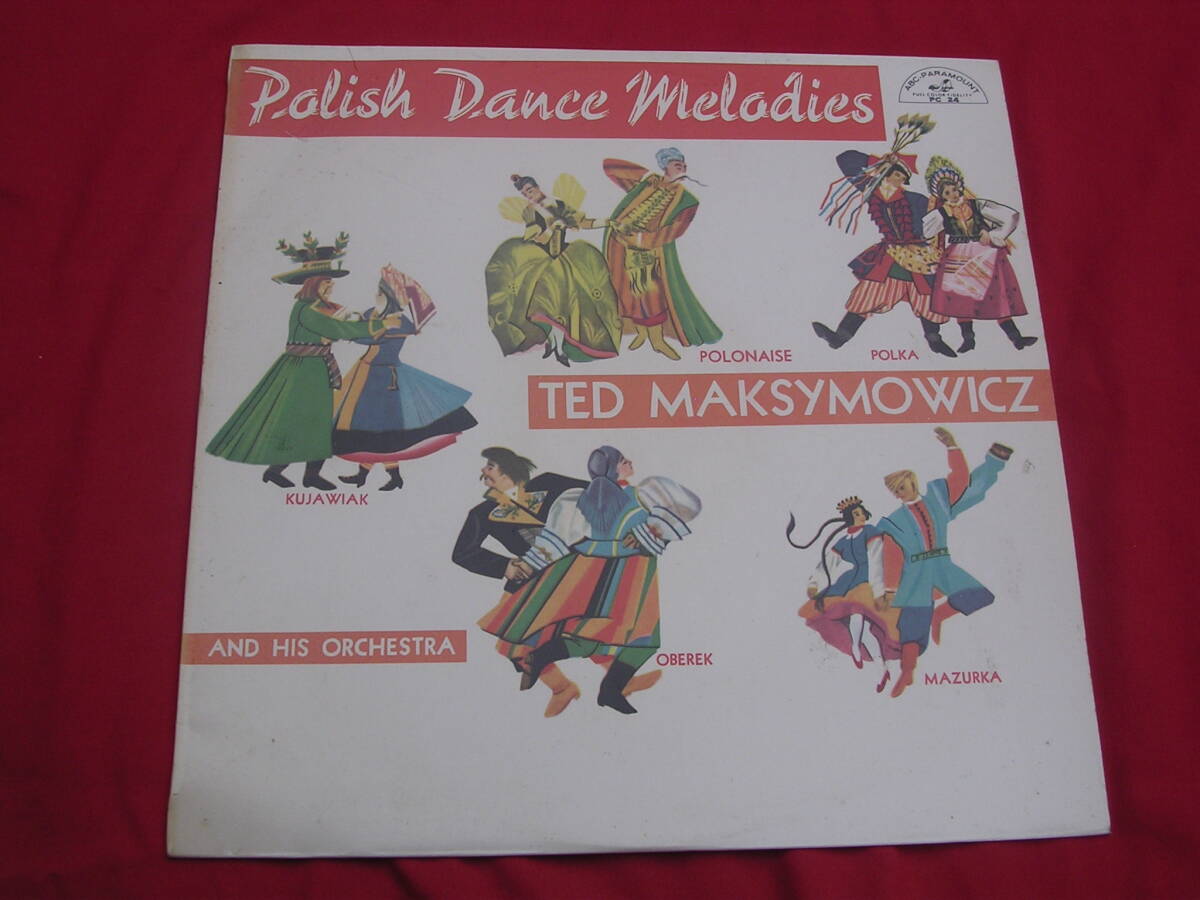 Polish Dance Melodies
ABC-PARAMOUNT
FULL COLOR FIDELITY
PC 24
POLONAISE
POLKA
TED MAKSYMOWICZ
KUJAWIAK
AND HIS ORCHESTRA
OBEREK
MAZURKA